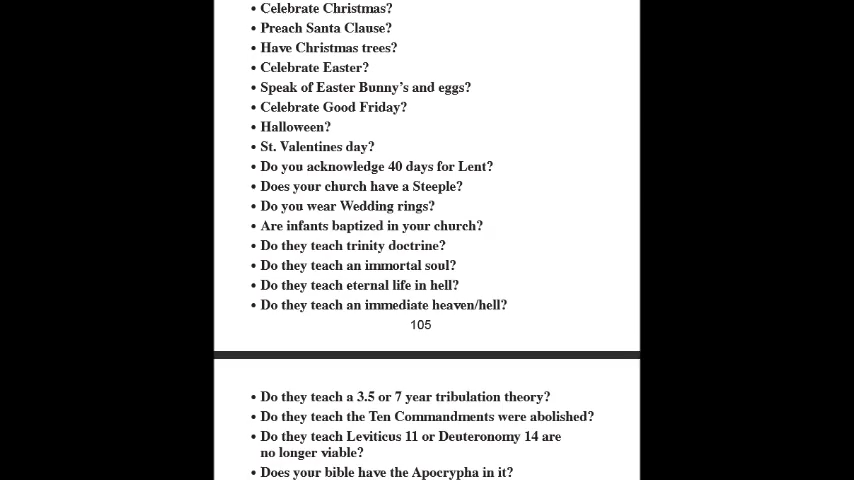 • Celebrate Christmas?
• Preach Santa Clause?
• Have Christmas trees?
• Celebrate Easter?
• Speak of Easter Bunny's and eggs?
• Celebrate Good Friday?
• Halloween?
• St. Valentines day?
• Do you acknowledge 40 days for Lent?
• Does your church have a Steeple?
• Do you wear Wedding rings?
• Are infants baptized in your church?
• Do they teach trinity doctrine?
• Do they teach an immortal soul?
• Do they teach eternal life in hell?
• Do they teach an immediate heaven/hell?
105
• Do they teach a 3.5 or 7 year tribulation theory?
• Do they teach the Ten Commandments were abolished?
• Do they teach Leviticus 11 or Deuteronomy 14 are
no longer viable?
• Does your bible have the Apocrypha in it?